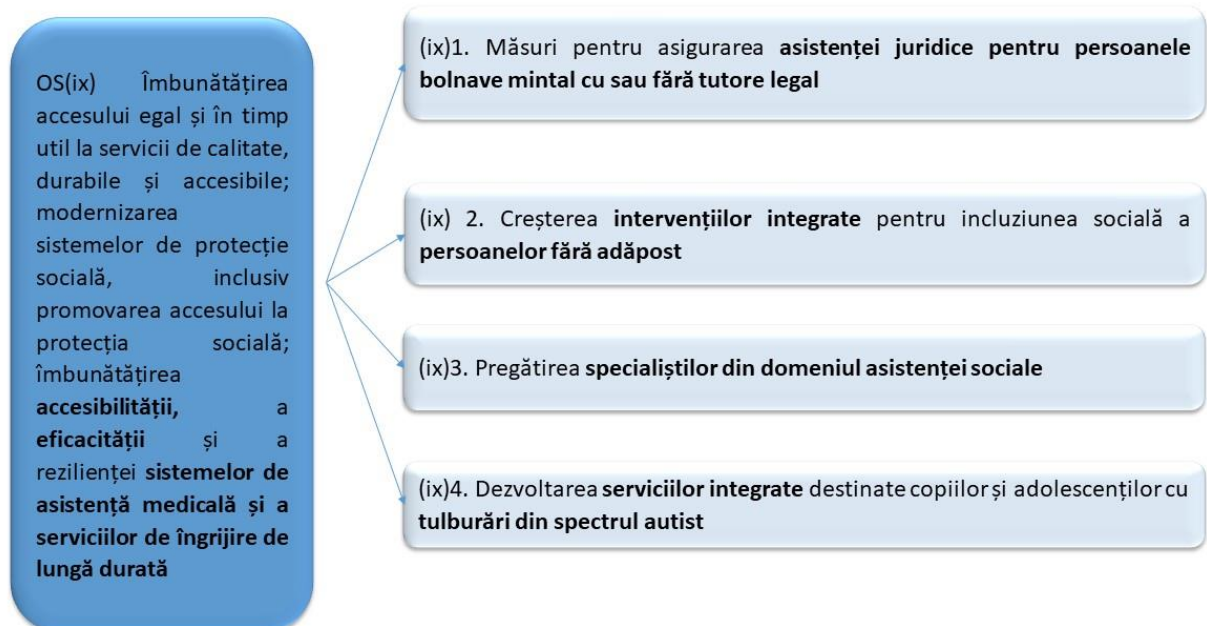 OS(ix) Îmbunătățirea
accesului egal și în timp
util la servicii de calitate,
durabile și accesibile;
modernizarea
sistemelor de protecție
socială, inclusiv
promovarea accesului la
protecția socială;
îmbunătățirea
accesibilității, a
eficacității și a
rezilienței sistemelor de
asistență medicală și a
serviciilor de îngrijire de
lungă durată
(ix)1. Măsuri pentru asigurarea asistenței juridice pentru persoanele
bolnave mintal cu sau fără tutore legal
(ix) 2. Creșterea intervențiilor integrate pentru incluziunea socială a
persoanelor fără adăpost
(ix)3. Pregătirea specialiștilor din domeniul asistenței sociale
(ix)4. Dezvoltarea serviciilor integrate destinate copiilor și adolescenților cu
tulburări din spectrul autist